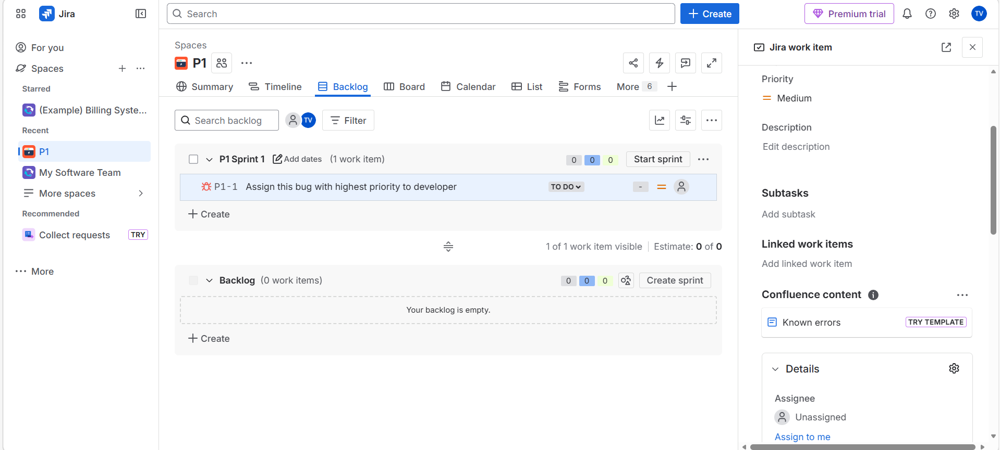 Jira
Search
Create
Premium trial
TV
For you
Spaces
Starred
(Example) Billing Syste...
Recent
P1
My Software Team
More spaces
Recommended
Collect requests TRY
More
Spaces
P1
Summary Timeline Backlog Board Calendar List Forms More 6
Search backlog TV Filter
P1 Sprint 1 Add dates (1 work item) 0 0 0 Start sprint
P1-1 Assign this bug with highest priority to developer TO DO -
Create
1 of 1 work item visible Estimate: 0 of 0
Backlog (0 work items) 0 0 0 Create sprint
Your backlog is empty.
Create
Jira work item
Priority
Medium
Description
Edit description
Subtasks
Add subtask
Linked work items
Add linked work item
Confluence content
Known errors TRY TEMPLATE
Details
Assignee
Unassigned
Assign to me